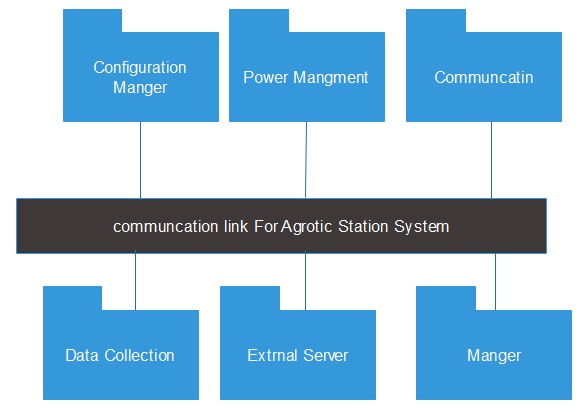 Configuration
Manger
Power Mangment
Communcatin
communcation link For Agrotic Station System
Data Collection
Extrnal Server
Manger